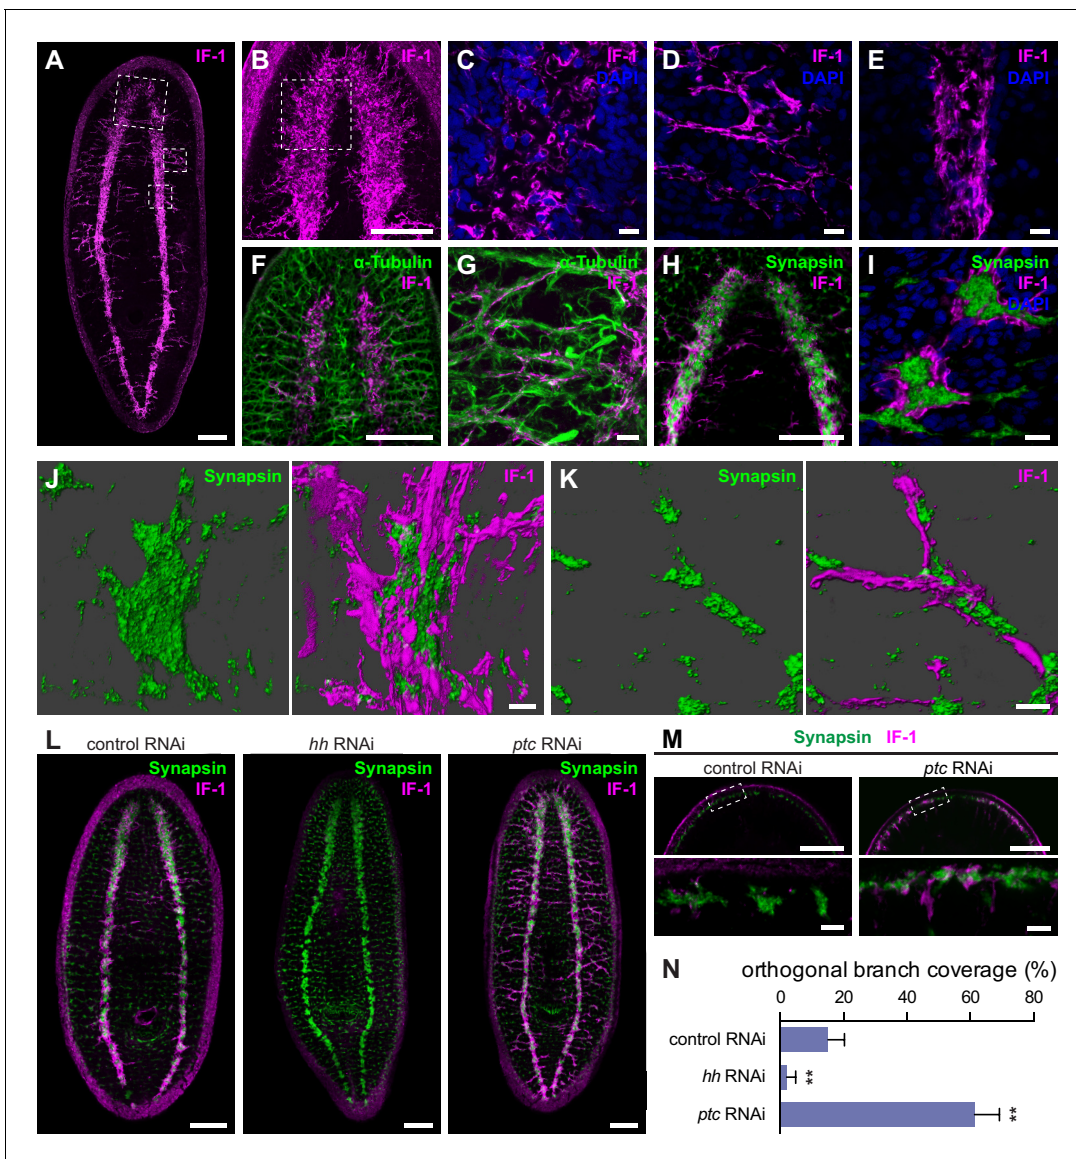 A IF-1
B IF-1
C IF-1
DAPI
D IF-1
DAPI
E IF-1
DAPI
F α-Tubulin
IF-1
G α-Tubulin
IF-1
H Synapsin
IF-1
I Synapsin
IF-1
DAPI
J Synapsin
IF-1
K Synapsin
IF-1
L control RNAi hh RNAi ptc RNAi
Synapsin
IF-1
Synapsin
IF-1
Synapsin
IF-1
M Synapsin IF-1
control RNAi ptc RNAi
N orthogonal branch coverage (%)
0 20 40 60 80
control RNAi
hh RNAi **
ptc RNAi **